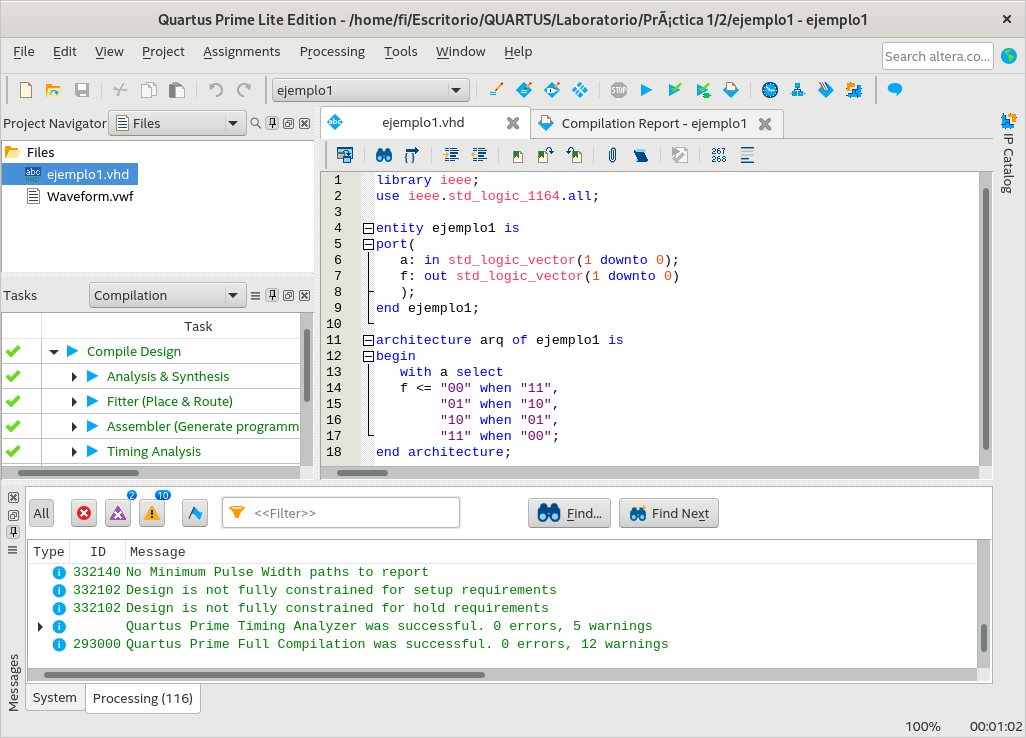 Quartus Prime Lite Edition - /home/fi/Escritorio/QUARTUS/Laboratorio/PrÃ¡ctica 1/2/ejemplo1 - ejemplo1
File Edit View Project Assignments Processing Tools Window Help
Search altera.co...
ejemplo1
STOP
Project Navigator Files
Files
abc ejemplo1.vhd
Waveform.vwf
Tasks Compilation
Task
Compile Design
Analysis & Synthesis
Fitter (Place & Route)
Assembler (Generate programm
Timing Analysis
abc ejemplo1.vhd
Compilation Report - ejemplo1
267
268
1 library ieee;
2 use ieee.std_logic_1164.all;
3
4 entity ejemplo1 is
5 port(
6 a: in std_logic_vector(1 downto 0);
7 f: out std_logic_vector(1 downto 0)
8 );
9 end ejemplo1;
10
11 architecture arq of ejemplo1 is
12 begin
13 with a select
14 f <= "00" when "11",
15 "01" when "10",
16 "10" when "01",
17 "11" when "00";
18 end architecture;
IP Catalog
All
2
10
<<Filter>>
Find...
Find Next
Type ID Message
332140 No Minimum Pulse Width paths to report
332102 Design is not fully constrained for setup requirements
332102 Design is not fully constrained for hold requirements
Quartus Prime Timing Analyzer was successful. 0 errors, 5 warnings
293000 Quartus Prime Full Compilation was successful. 0 errors, 12 warnings
Messages
System Processing (116)
100% 00:01:02